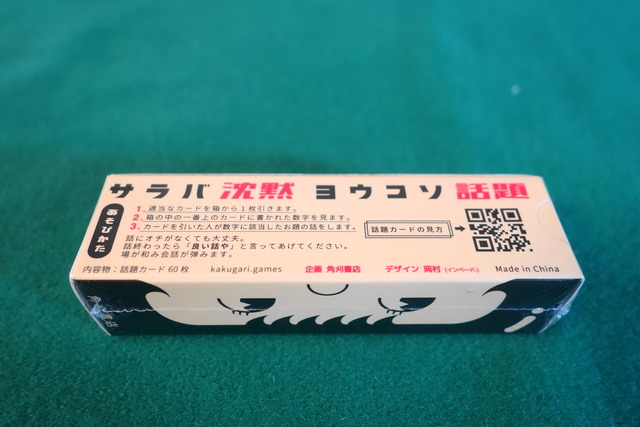 サラバ 沈黙 ヨウコソ 話題
あそびかた
1、適当なカードを箱から1枚引きます。
2、箱の中の一番上のカードに書かれた数字を見ます。
3、カードを引いた人が数字に該当したお題の話をします。
話にオチがなくても大丈夫。
話終わったら「良い話や」と言ってあげてください。
場が和み会話が弾みます。
話題カードの見方
内容物：話題カード60枚 kakugari.games 企画 角刈書店 デザイン 岡村（インペード。） Made in China